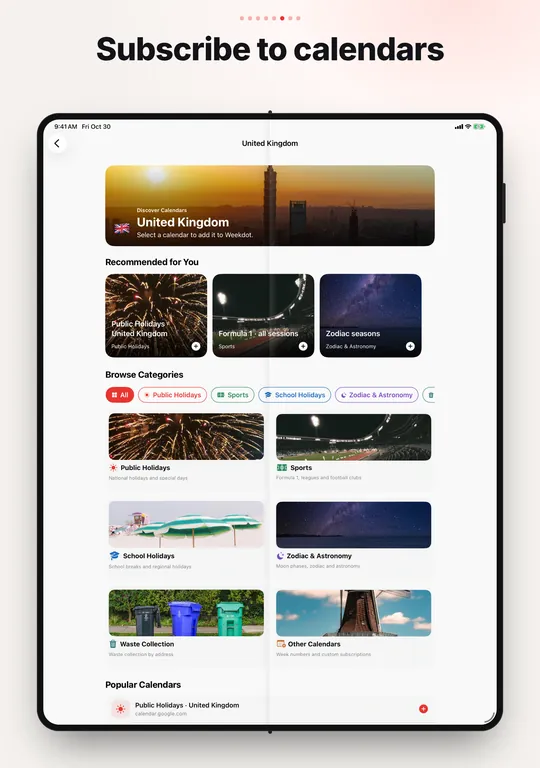 Subscribe to calendars
9:41 AM Fri Oct 30
United Kingdom
Discover Calendars
United Kingdom
Select a calendar to add it to Weekdot.
Recommended for You
Public Holidays
United Kingdom
Public Holidays
Formula 1 · all sessions
Sports
Zodiac seasons
Zodiac & Astronomy
Browse Categories
All
Public Holidays
Sports
School Holidays
Zodiac & Astronomy
Public Holidays
National holidays and special days
Sports
Formula 1, leagues and football clubs
School Holidays
School breaks and regional holidays
Zodiac & Astronomy
Moon phases, zodiac and astronomy
Waste Collection
Waste collection by address
Other Calendars
Week numbers and custom subscriptions
Popular Calendars
Public Holidays · United Kingdom
calendar.google.com